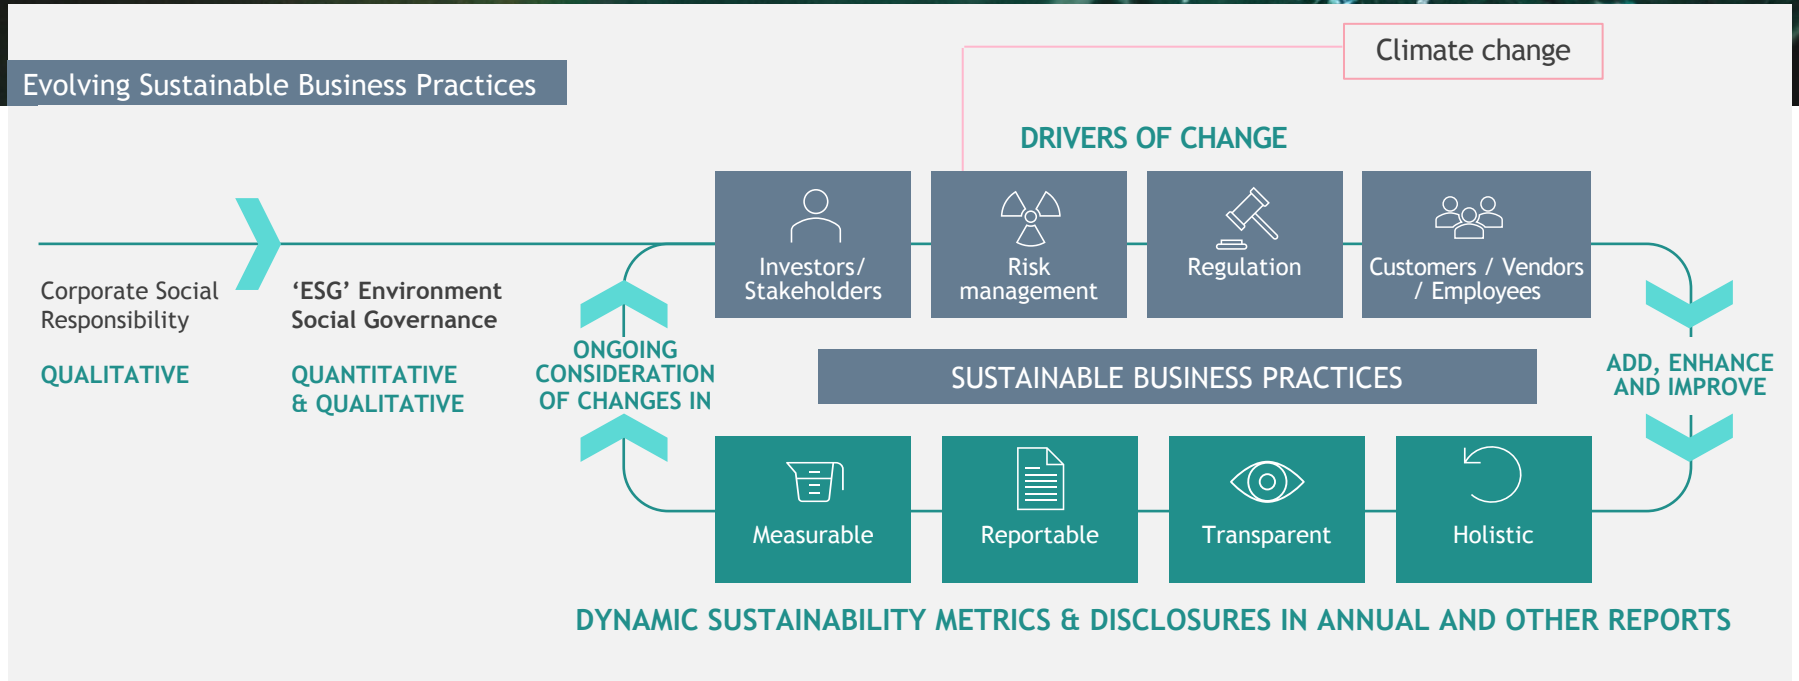 Climate change
Evolving Sustainable Business Practices
DRIVERS OF CHANGE
Investors/
Stakeholders
Risk
management
Regulation
Customers / Vendors
/ Employees
Corporate Social
Responsibility
QUALITATIVE
‘ESG’ Environment
Social Governance
QUANTITATIVE
& QUALITATIVE
ONGOING
CONSIDERATION
OF CHANGES IN
SUSTAINABLE BUSINESS PRACTICES
ADD, ENHANCE
AND IMPROVE
Measurable
Reportable
Transparent
Holistic
DYNAMIC SUSTAINABILITY METRICS & DISCLOSURES IN ANNUAL AND OTHER REPORTS